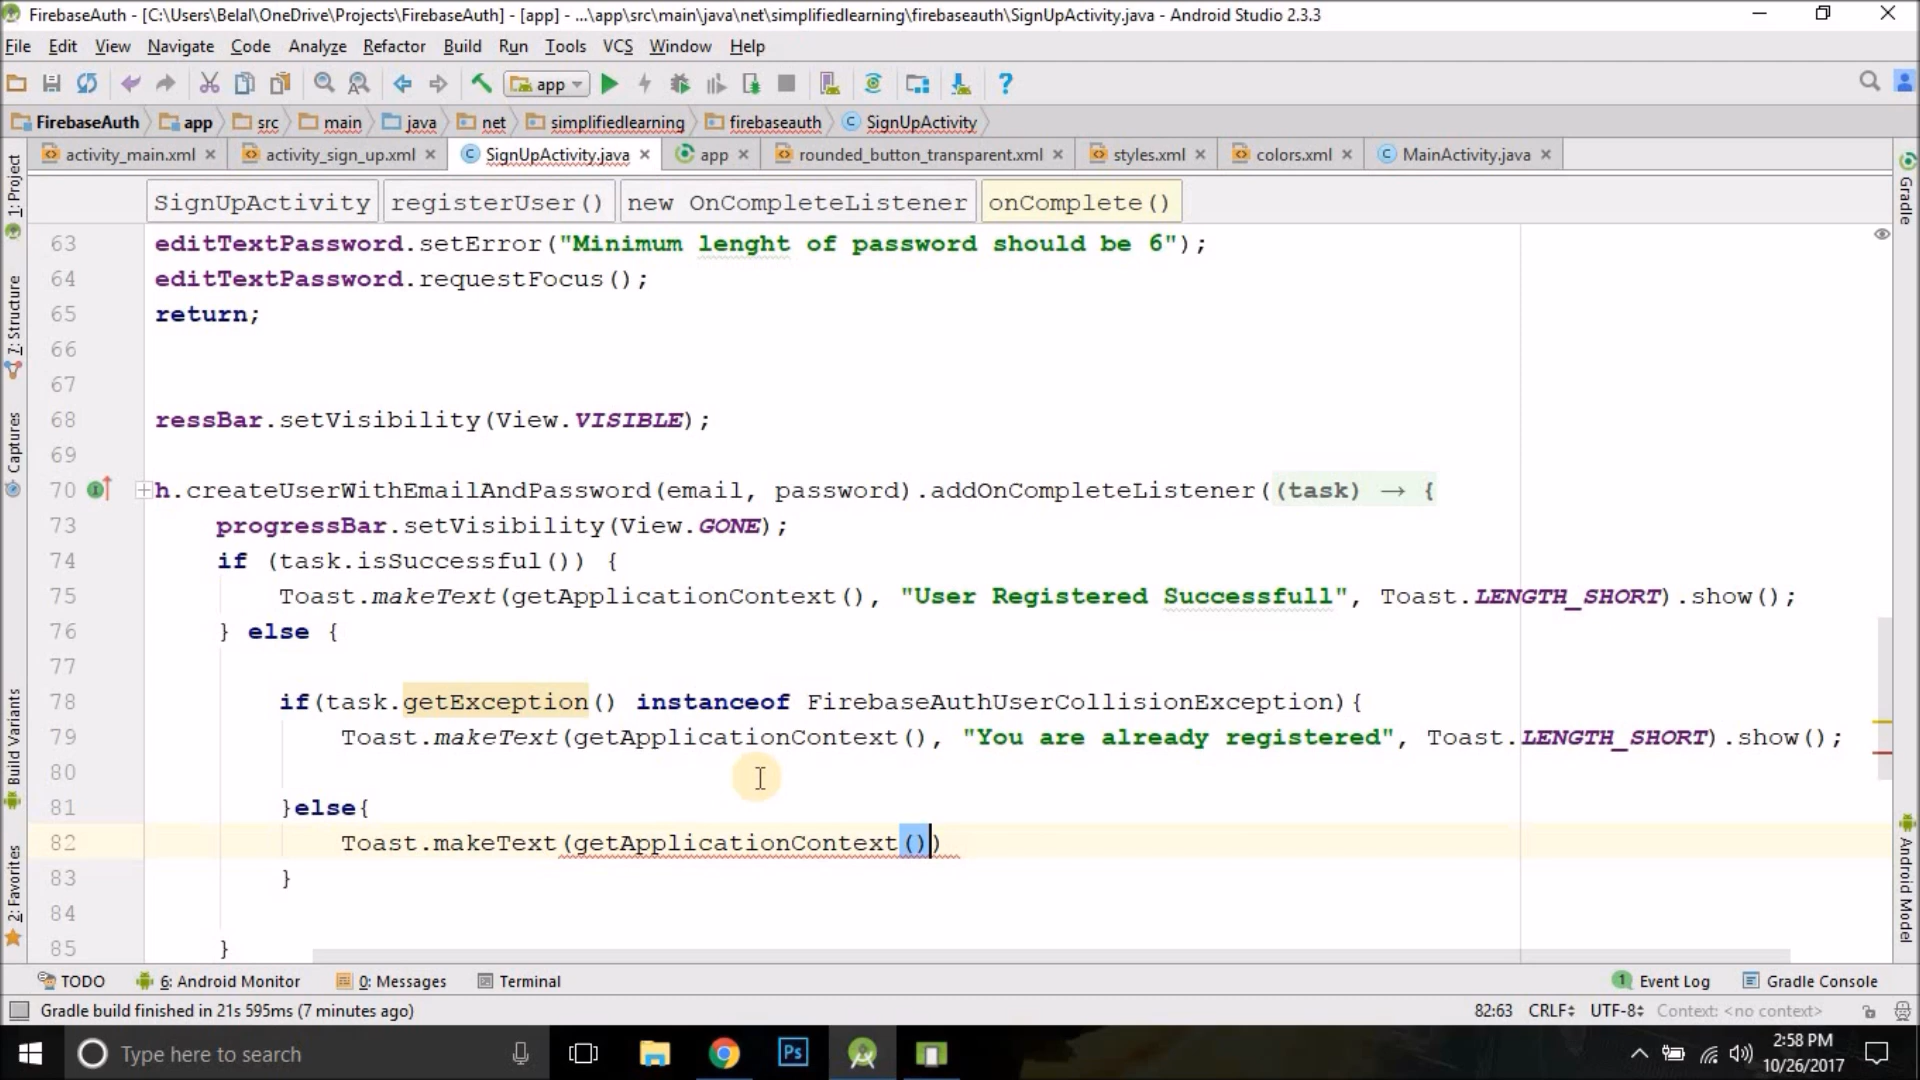 FirebaseAuth - [C:\Users\Belal\OneDrive\Projects\FirebaseAuth] - [app] - ...\app\src\main\java\net\simplifiedlearning\firebaseauth\SignUpActivity.java - Android Studio 2.3.3
File Edit View Navigate Code Analyze Refactor Build Run Tools VCS Window Help
app
FirebaseAuth app src main java net simplifiedlearning firebaseauth SignUpActivity
activity_main.xml activity_sign_up.xml SignUpActivity.java app rounded_button_transparent.xml styles.xml colors.xml MainActivity.java
SignUpActivity registerUser() new OnCompleteListener onComplete()
63 editTextPassword.setError("Minimum lenght of password should be 6");
64 editTextPassword.requestFocus();
65 return;
66
67
68 ressBar.setVisibility(View.VISIBLE);
69
70 h.createUserWithEmailAndPassword(email, password).addOnCompleteListener((task) → {
73 progressBar.setVisibility(View.GONE);
74 if (task.isSuccessful()) {
75 Toast.makeText(getApplicationContext(), "User Registered Successfull", Toast.LENGTH_SHORT).show();
76 } else {
77
78 if(task.getException() instanceof FirebaseAuthUserCollisionException){
79 Toast.makeText(getApplicationContext(), "You are already registered", Toast.LENGTH_SHORT).show();
80
81 }else{
82 Toast.makeText(getApplicationContext())
83 }
84
85 }
1: Project
7: Structure
Captures
Build Variants
2: Favorites
Gradle
Android Model
TODO 6: Android Monitor 0: Messages Terminal 1 Event Log Gradle Console
Gradle build finished in 21s 595ms (7 minutes ago) 82:63 CRLF UTF-8 Context: <no context>
Type here to search Ps 2:58 PM
10/26/2017